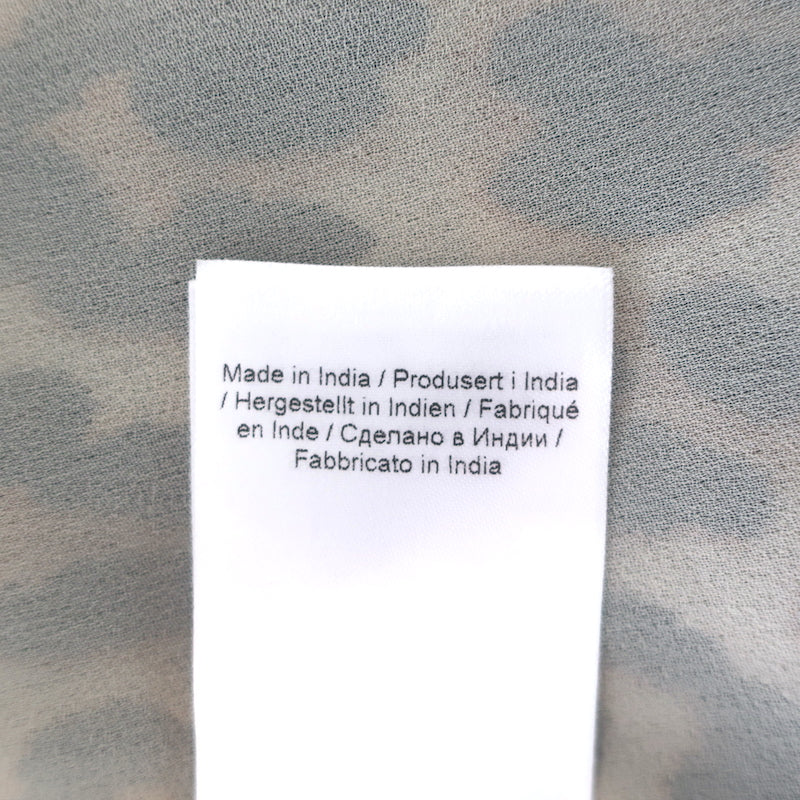 Made in India / Produsert i India
/ Hergestellt in Indien / Fabriqué
en Inde / Сделано в Индии /
Fabbricato in India